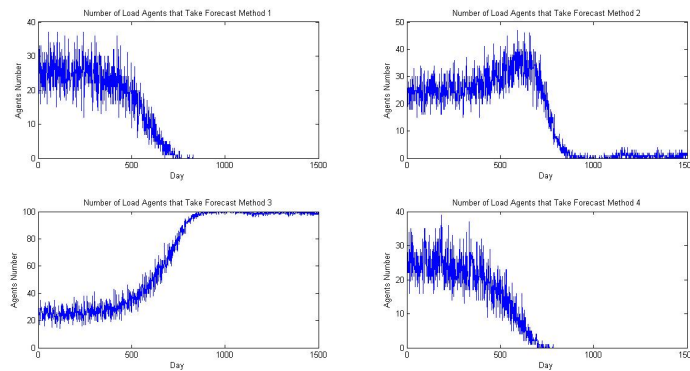 Number of Load Agents that Take Forecast Method 1
40
30
20
10
0
Agents Number
0 500 1000 1500
Day
Number of Load Agents that Take Forecast Method 2
50
40
30
20
10
0
Agents Number
0 500 1000 1500
Day
Number of Load Agents that Take Forecast Method 3
100
80
60
40
20
0
Agents Number
0 500 1000 1500
Day
Number of Load Agents that Take Forecast Method 4
40
30
20
10
0
Agents Number
0 500 1000 1500
Day